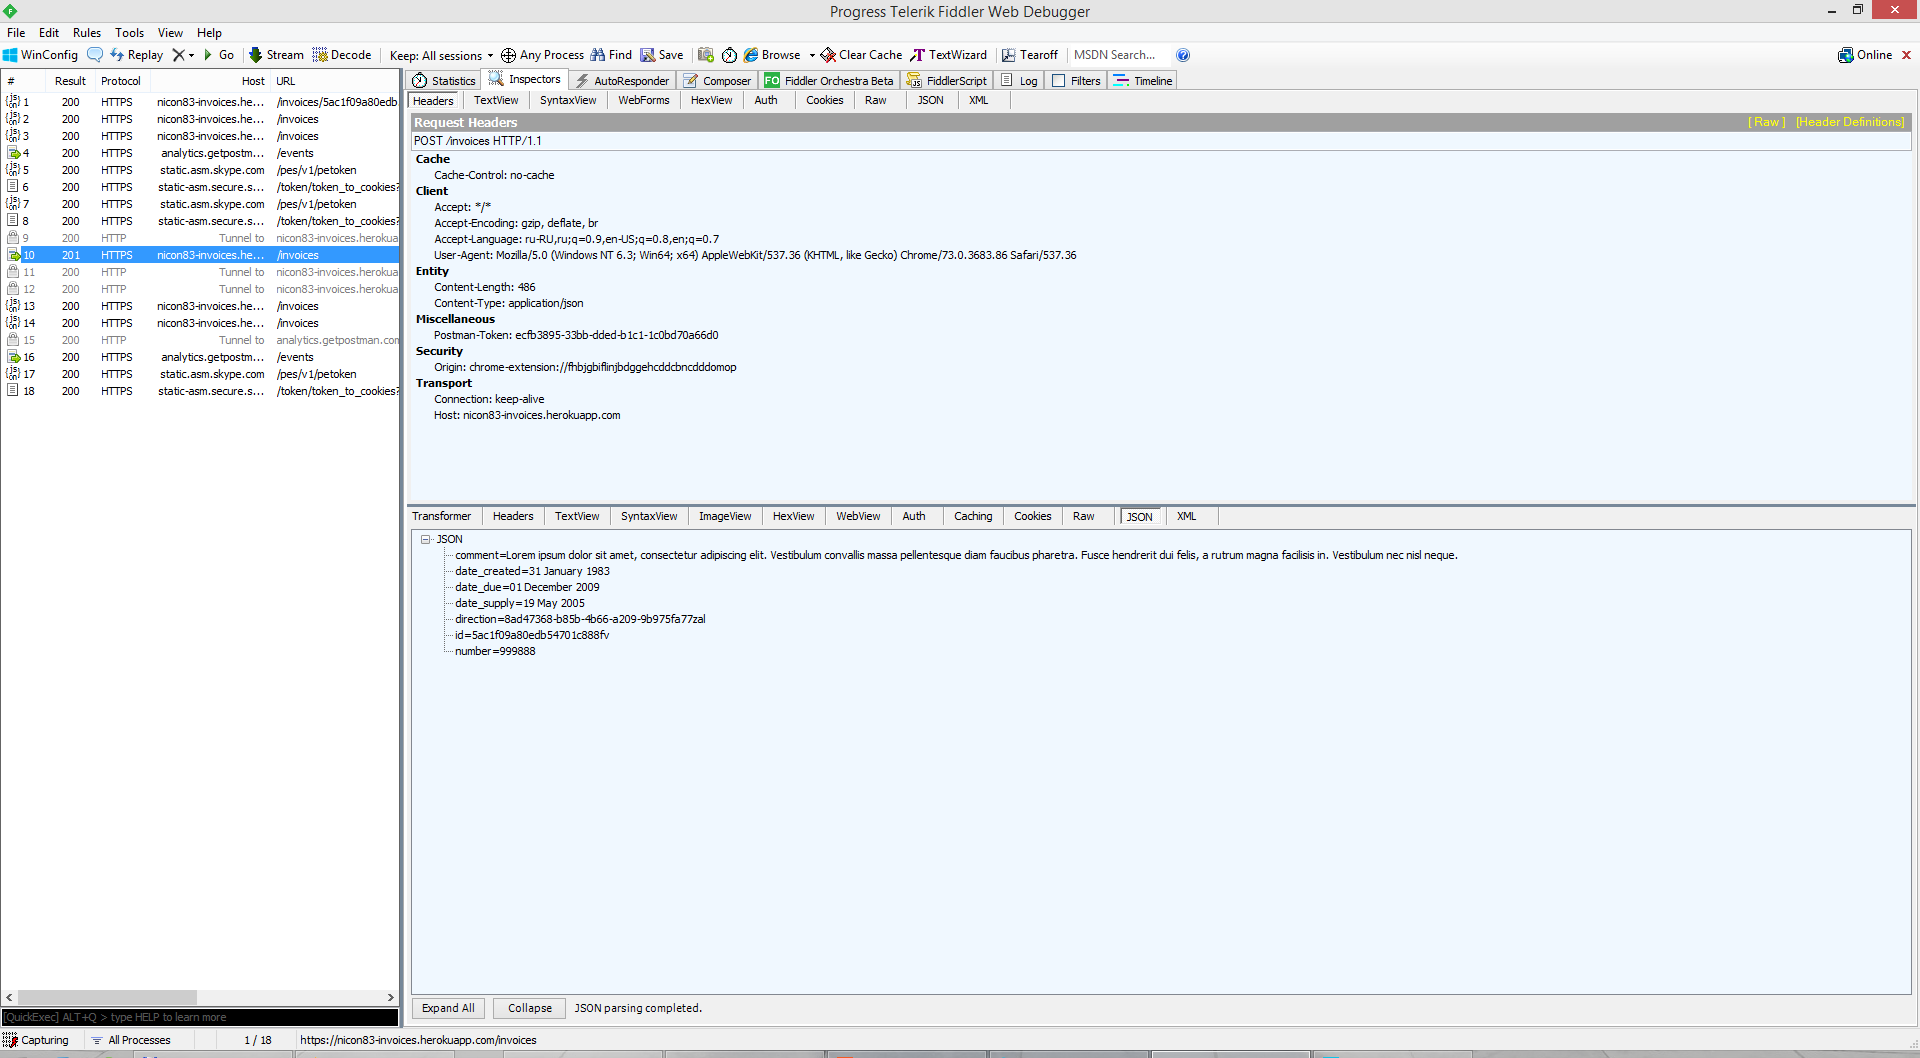 Progress Telerik Fiddler Web Debugger
File Edit Rules Tools View Help
WinConfig Replay Go Stream Decode Keep: All sessions Any Process Find Save Browse Clear Cache TextWizard Tearoff MSDN Search... Online
# Result Protocol Host URL
1 200 HTTPS nicon83-invoices.he... /invoices/5ac1f09a80edb
2 200 HTTPS nicon83-invoices.he... /invoices
3 200 HTTPS nicon83-invoices.he... /invoices
4 200 HTTPS analytics.getpostm... /events
5 200 HTTPS static.asm.skype.com /pes/v1/petoken
6 200 HTTPS static-asm.secure.s... /token/token_to_cookies?
7 200 HTTPS static.asm.skype.com /pes/v1/petoken
8 200 HTTPS static-asm.secure.s... /token/token_to_cookies?
9 200 HTTP Tunnel to nicon83-invoices.herokua
10 201 HTTPS nicon83-invoices.he... /invoices
11 200 HTTP Tunnel to nicon83-invoices.herokua
12 200 HTTP Tunnel to nicon83-invoices.herokua
13 200 HTTPS nicon83-invoices.he... /invoices
14 200 HTTPS nicon83-invoices.he... /invoices
15 200 HTTP Tunnel to analytics.getpostman.com
16 200 HTTPS analytics.getpostm... /events
17 200 HTTPS static.asm.skype.com /pes/v1/petoken
18 200 HTTPS static-asm.secure.s... /token/token_to_cookies?
[QuickExec] ALT+Q > type HELP to learn more
Statistics Inspectors AutoResponder Composer FO Fiddler Orchestra Beta FiddlerScript Log Filters Timeline
Headers TextView SyntaxView WebForms HexView Auth Cookies Raw JSON XML
Request Headers [ Raw ] [Header Definitions]
POST /invoices HTTP/1.1
Cache
Cache-Control: no-cache
Client
Accept: */*
Accept-Encoding: gzip, deflate, br
Accept-Language: ru-RU,ru;q=0.9,en-US;q=0.8,en;q=0.7
User-Agent: Mozilla/5.0 (Windows NT 6.3; Win64; x64) AppleWebKit/537.36 (KHTML, like Gecko) Chrome/73.0.3683.86 Safari/537.36
Entity
Content-Length: 486
Content-Type: application/json
Miscellaneous
Postman-Token: ecfb3895-33bb-dded-b1c1-1c0bd70a66d0
Security
Origin: chrome-extension://fhbjgbiflinjbdggehcddcbncdddomop
Transport
Connection: keep-alive
Host: nicon83-invoices.herokuapp.com
Transformer Headers TextView SyntaxView ImageView HexView WebView Auth Caching Cookies Raw JSON XML
JSON
comment=Lorem ipsum dolor sit amet, consectetur adipiscing elit. Vestibulum convallis massa pellentesque diam faucibus pharetra. Fusce hendrerit dui felis, a rutrum magna facilisis in. Vestibulum nec nisl neque.
date_created=31 January 1983
date_due=01 December 2009
date_supply=19 May 2005
direction=8ad47368-b85b-4b66-a209-9b975fa77zal
id=5ac1f09a80edb54701c888fv
number=999888
Expand All Collapse JSON parsing completed.
Capturing All Processes 1 / 18 https://nicon83-invoices.herokuapp.com/invoices